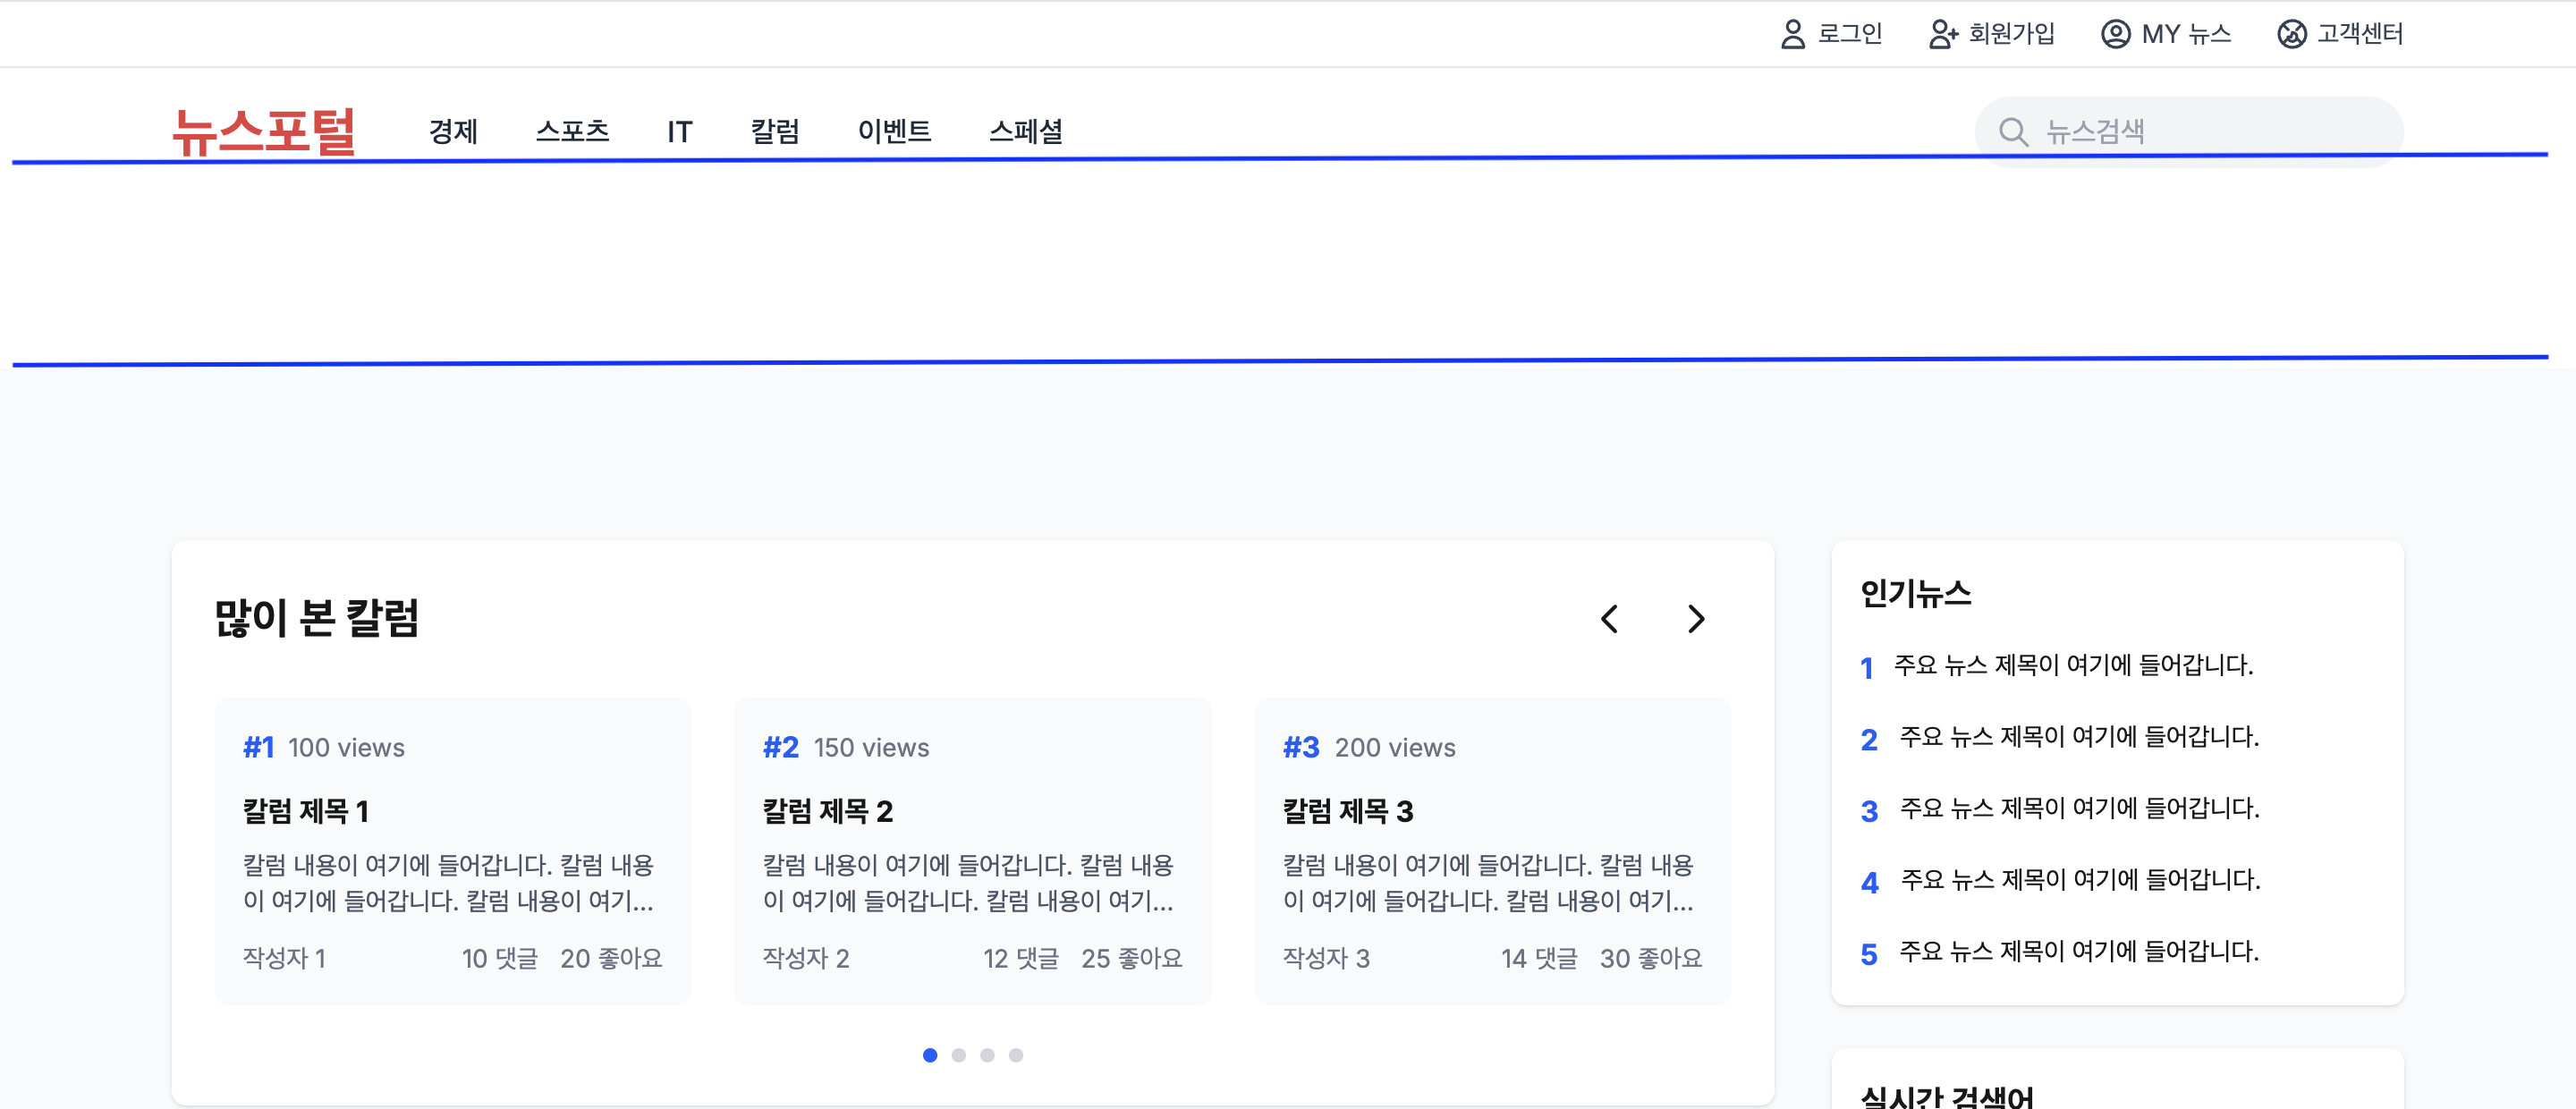 로그인 회원가입 MY 뉴스 고객센터
뉴스포털 경제 스포츠 IT 칼럼 이벤트 스페셜 뉴스검색
많이 본 칼럼
#1 100 views
칼럼 제목 1
칼럼 내용이 여기에 들어갑니다. 칼럼 내용
이 여기에 들어갑니다. 칼럼 내용이 여기...
작성자 1 10 댓글 20 좋아요
#2 150 views
칼럼 제목 2
칼럼 내용이 여기에 들어갑니다. 칼럼 내용
이 여기에 들어갑니다. 칼럼 내용이 여기...
작성자 2 12 댓글 25 좋아요
#3 200 views
칼럼 제목 3
칼럼 내용이 여기에 들어갑니다. 칼럼 내용
이 여기에 들어갑니다. 칼럼 내용이 여기...
작성자 3 14 댓글 30 좋아요
인기뉴스
1 주요 뉴스 제목이 여기에 들어갑니다.
2 주요 뉴스 제목이 여기에 들어갑니다.
3 주요 뉴스 제목이 여기에 들어갑니다.
4 주요 뉴스 제목이 여기에 들어갑니다.
5 주요 뉴스 제목이 여기에 들어갑니다.
실시간 검색어